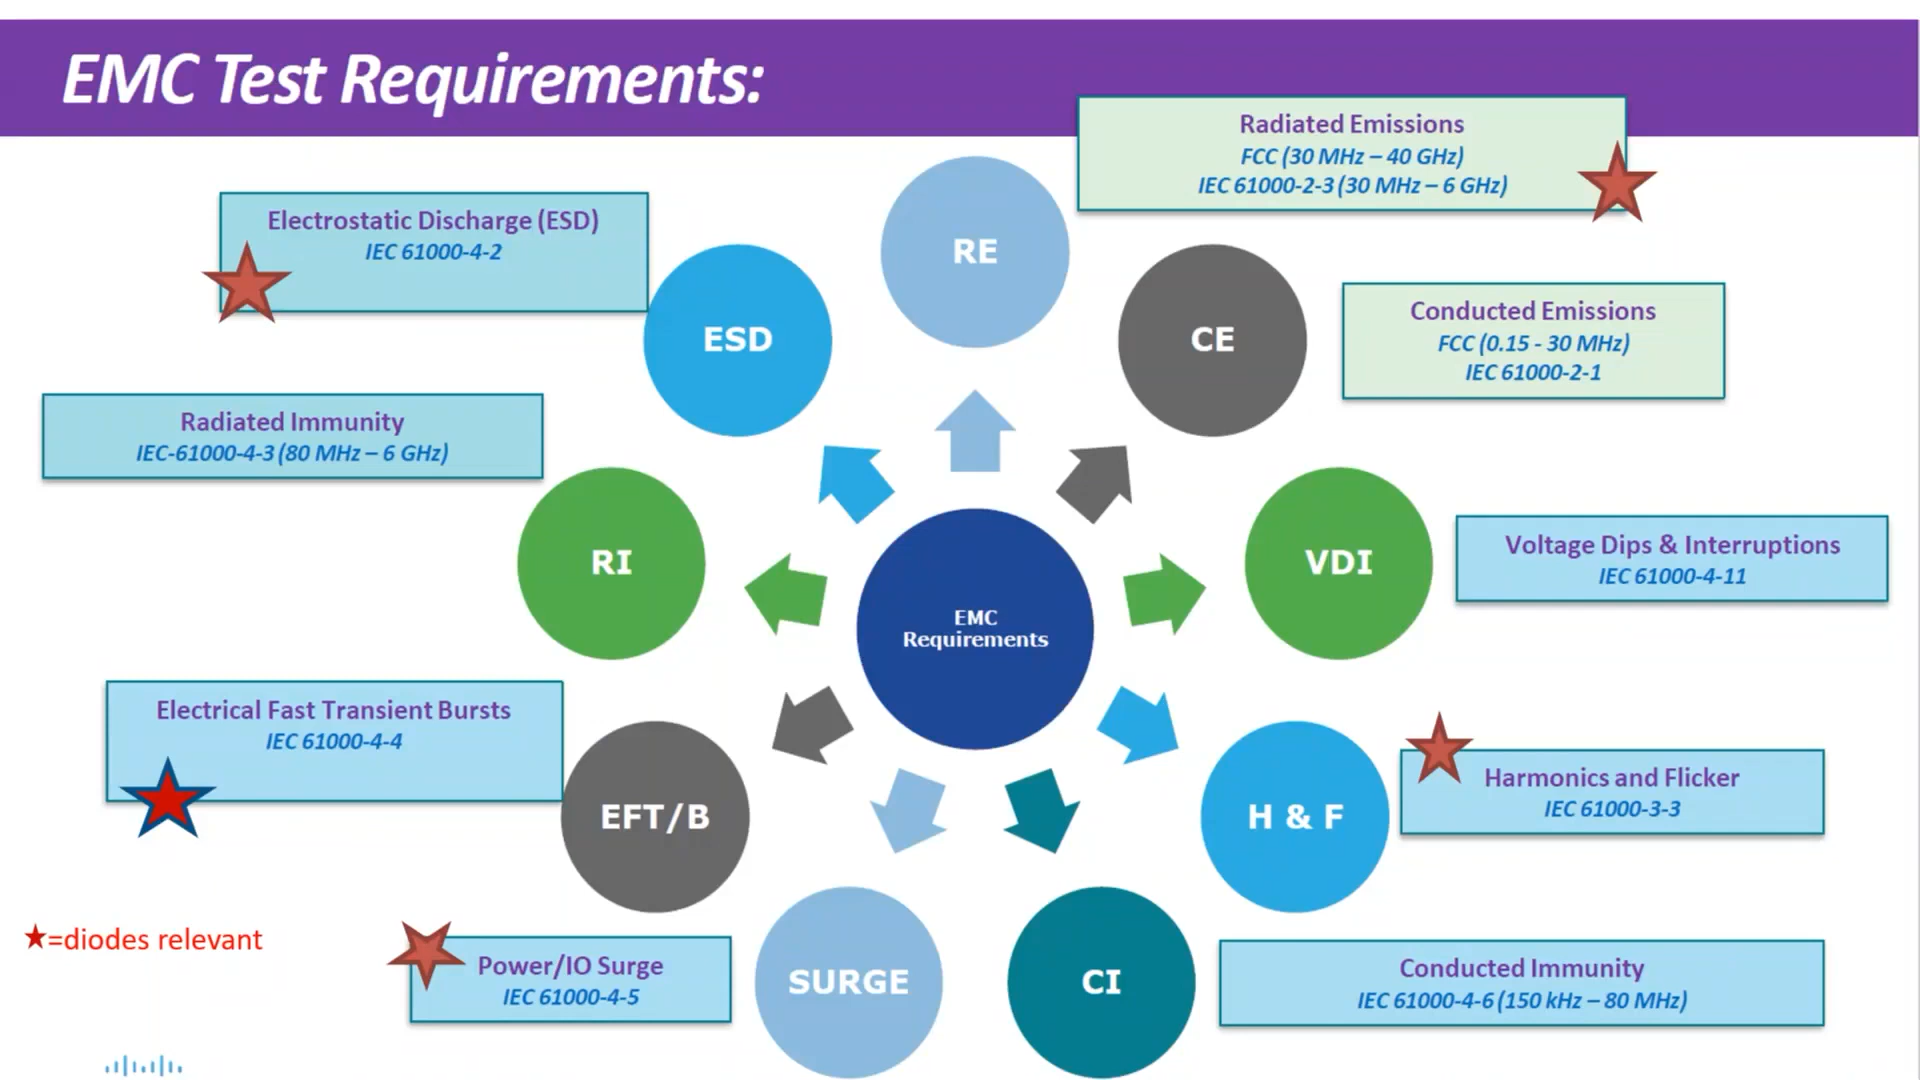 EMC Test Requirements:
Radiated Emissions
FCC (30 MHz – 40 GHz)
IEC 61000-2-3 (30 MHz – 6 GHz)
Electrostatic Discharge (ESD)
IEC 61000-4-2
RE
ESD
CE
Conducted Emissions
FCC (0.15 - 30 MHz)
IEC 61000-2-1
Radiated Immunity
IEC-61000-4-3 (80 MHz – 6 GHz)
RI
VDI
Voltage Dips & Interruptions
IEC 61000-4-11
EMC
Requirements
Electrical Fast Transient Bursts
IEC 61000-4-4
EFT/B
H & F
Harmonics and Flicker
IEC 61000-3-3
★=diodes relevant
Power/IO Surge
IEC 61000-4-5
SURGE
CI
Conducted Immunity
IEC 61000-4-6 (150 kHz – 80 MHz)